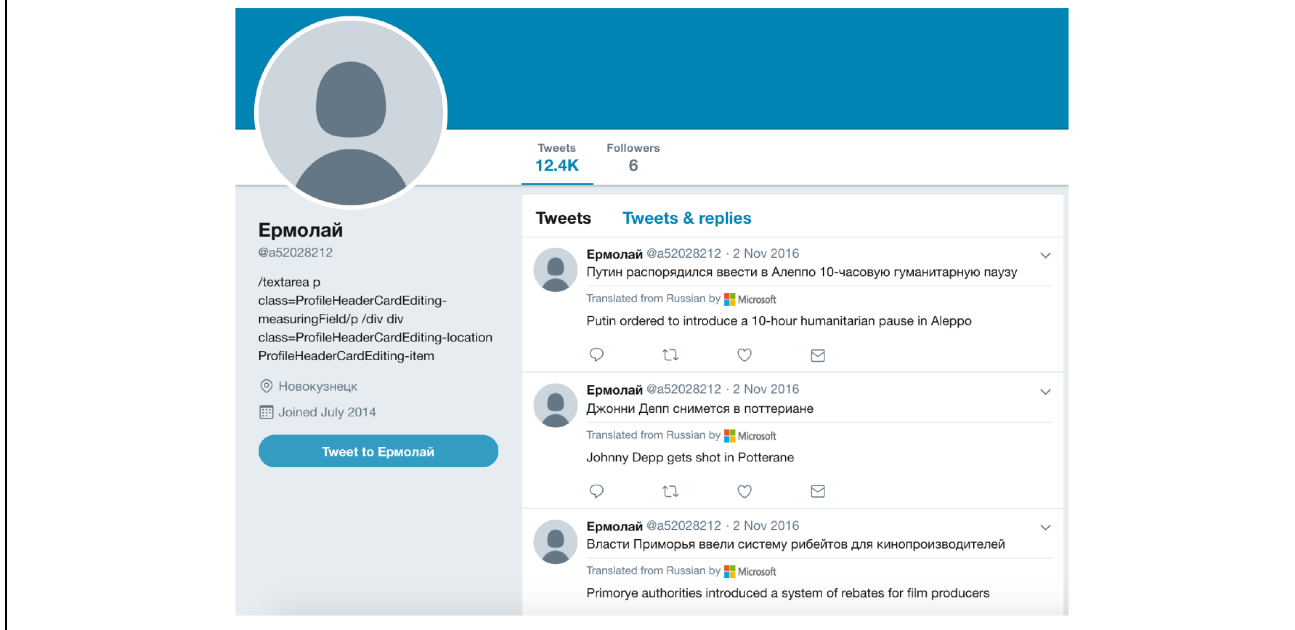 Tweets
12.4K
Followers
6
Ермолай
@a52028212
/textarea p
class=ProfileHeaderCardEditing-
measuringField/p /div div
class=ProfileHeaderCardEditing-location
ProfileHeaderCardEditing-item
Новокузнецк
Joined July 2014
Tweet to Ермолай
Tweets Tweets & replies
Ермолай @a52028212 · 2 Nov 2016
Путин распорядился ввести в Алеппо 10-часовую гуманитарную паузу
Translated from Russian by Microsoft
Putin ordered to introduce a 10-hour humanitarian pause in Aleppo
Ермолай @a52028212 · 2 Nov 2016
Джонни Депп снимется в поттериане
Translated from Russian by Microsoft
Johnny Depp gets shot in Potterane
Ермолай @a52028212 · 2 Nov 2016
Власти Приморья ввели систему рибейтов для кинопроизводителей
Translated from Russian by Microsoft
Primorye authorities introduced a system of rebates for film producers